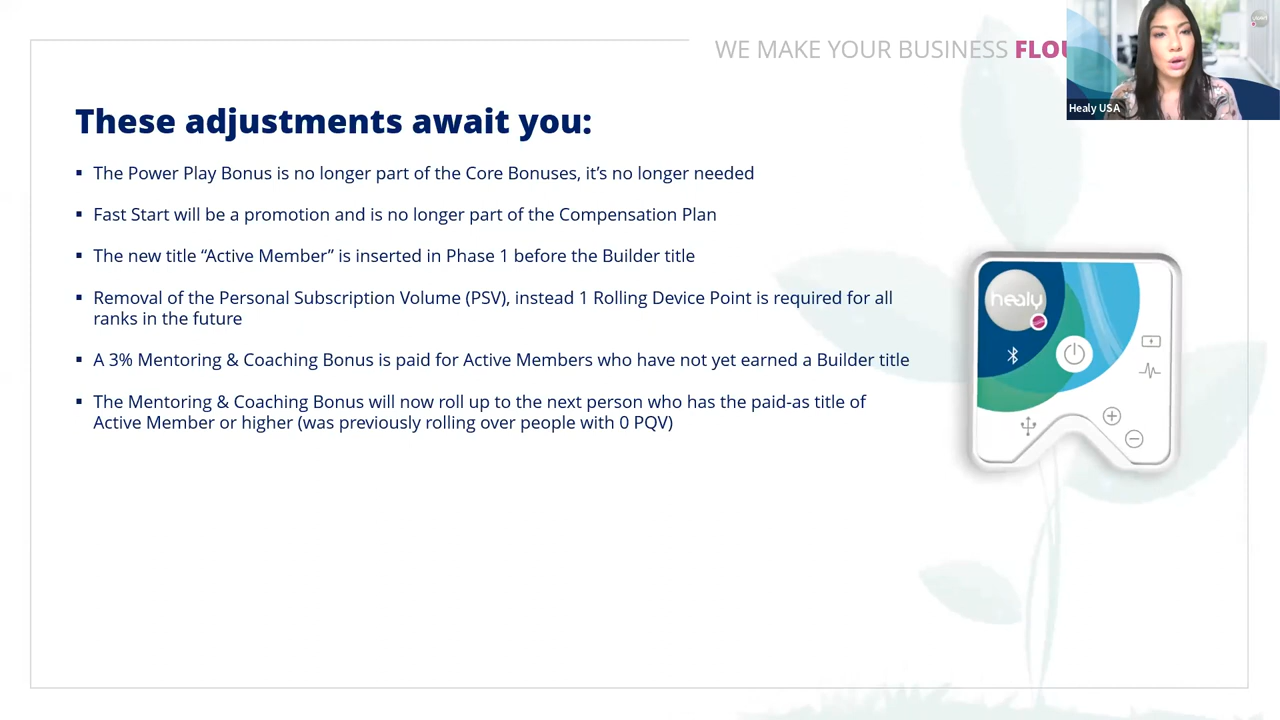 WE MAKE YOUR BUSINESS
Healy USA
These adjustments await you:
▪ The Power Play Bonus is no longer part of the Core Bonuses, it’s no longer needed
▪ Fast Start will be a promotion and is no longer part of the Compensation Plan
▪ The new title “Active Member” is inserted in Phase 1 before the Builder title
▪ Removal of the Personal Subscription Volume (PSV), instead 1 Rolling Device Point is required for all
ranks in the future
▪ A 3% Mentoring & Coaching Bonus is paid for Active Members who have not yet earned a Builder title
▪ The Mentoring & Coaching Bonus will now roll up to the next person who has the paid-as title of
Active Member or higher (was previously rolling over people with 0 PQV)
healy